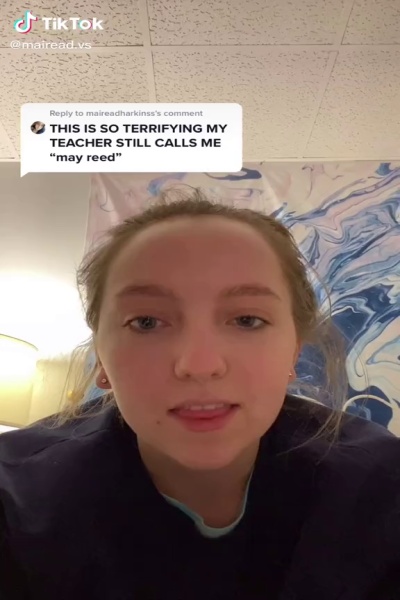 TikTok
@mairead.vs
Reply to maireadharkinss's comment
THIS IS SO TERRIFYING MY
TEACHER STILL CALLS ME
“may reed”